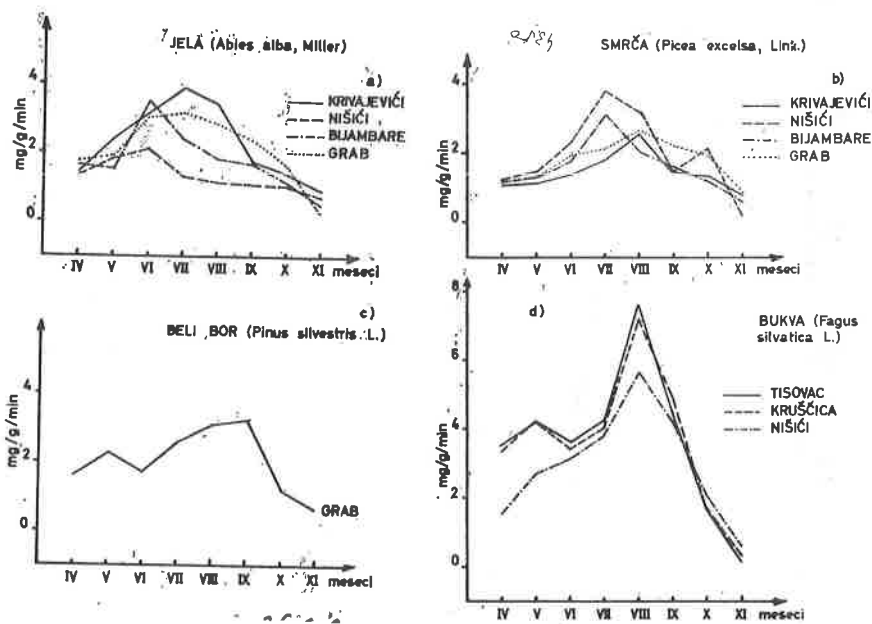 JELA (Abies alba, Miller)
a)
4
2
0
mg/g/min
KRIVAJEVIĆI
NIŠIĆI
BIJAMBARE
GRAB
IV V VI VII VIII IX X XI meseci
SMRČA (Picea excelsa, Link.)
b)
4
2
0
mg/g/min
KRIVAJEVIĆI
NIŠIĆI
BIJAMBARE
GRAB
IV V VI VII VIII IX X XI meseci
c)
BELI BOR (Pinus silvestris L.)
4
2
0
mg/g/min
GRAB
IV V VI VII VIII IX X XI meseci
d)
BUKVA (Fagus
silvatica L.)
8
6
4
2
0
mg/g/min
TISOVAC
KRUŠČICA
NIŠIĆI
IV V VI VII VIII IX X XI meseci